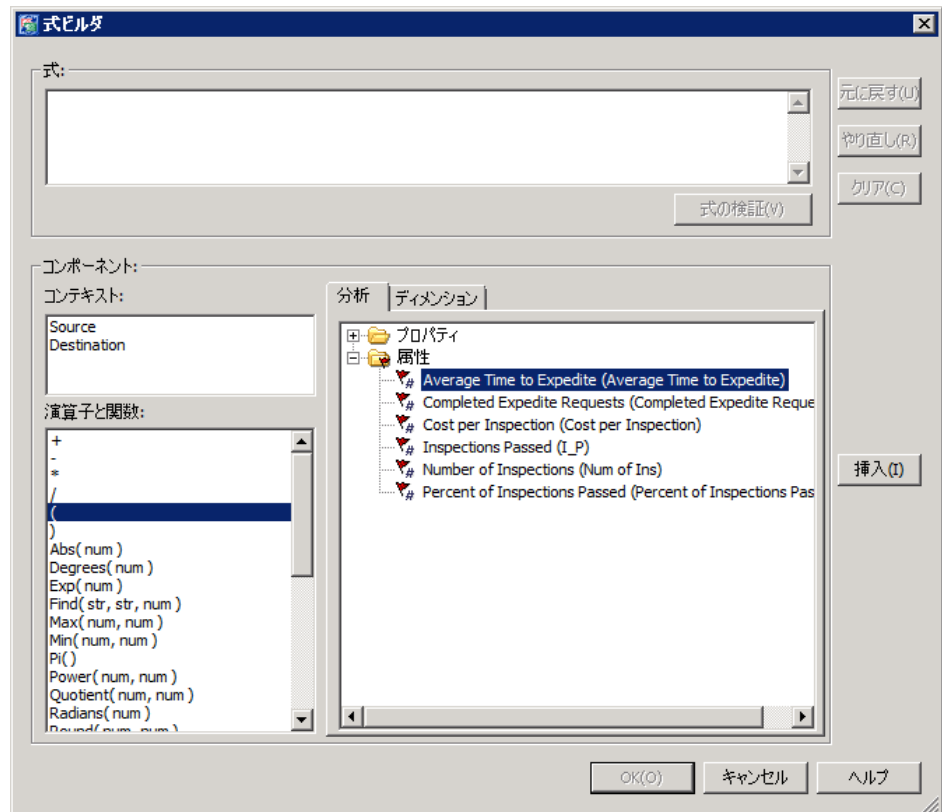 式ビルダ
式:
元に戻す(U)
やり直し(R)
クリア(C)
式の検証(V)
コンポーネント:
コンテキスト:
Source
Destination
演算子と関数:
+
-
*
/
(
)
Abs( num )
Degrees( num )
Exp( num )
Find( str, str, num )
Max( num, num )
Min( num, num )
Pi( )
Power( num, num )
Quotient( num, num )
Radians( num )
Round( num, num )
分析
ディメンション
プロパティ
属性
Average Time to Expedite (Average Time to Expedite)
Completed Expedite Requests (Completed Expedite Reque
Cost per Inspection (Cost per Inspection)
Inspections Passed (I_P)
Number of Inspections (Num of Ins)
Percent of Inspections Passed (Percent of Inspections Pas
挿入(I)
OK(O)
キャンセル
ヘルプ